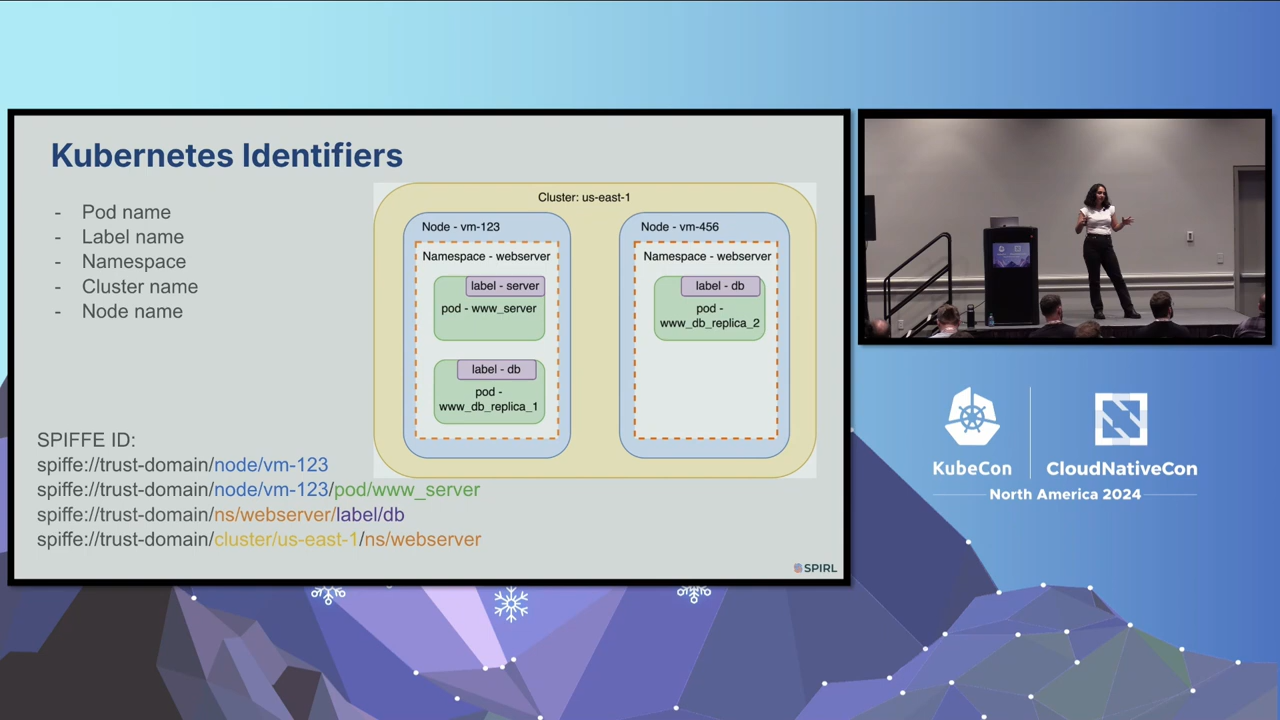 Kubernetes Identifiers
- Pod name
- Label name
- Namespace
- Cluster name
- Node name
Cluster: us-east-1
Node - vm-123
Namespace - webserver
label - server
pod - www_server
label - db
pod -
www_db_replica_1
Node - vm-456
Namespace - webserver
label - db
pod -
www_db_replica_2
SPIFFE ID:
spiffe://trust-domain/node/vm-123
spiffe://trust-domain/node/vm-123/pod/www_server
spiffe://trust-domain/ns/webserver/label/db
spiffe://trust-domain/cluster/us-east-1/ns/webserver
SPIRL
KubeCon
CloudNativeCon
North America 2024